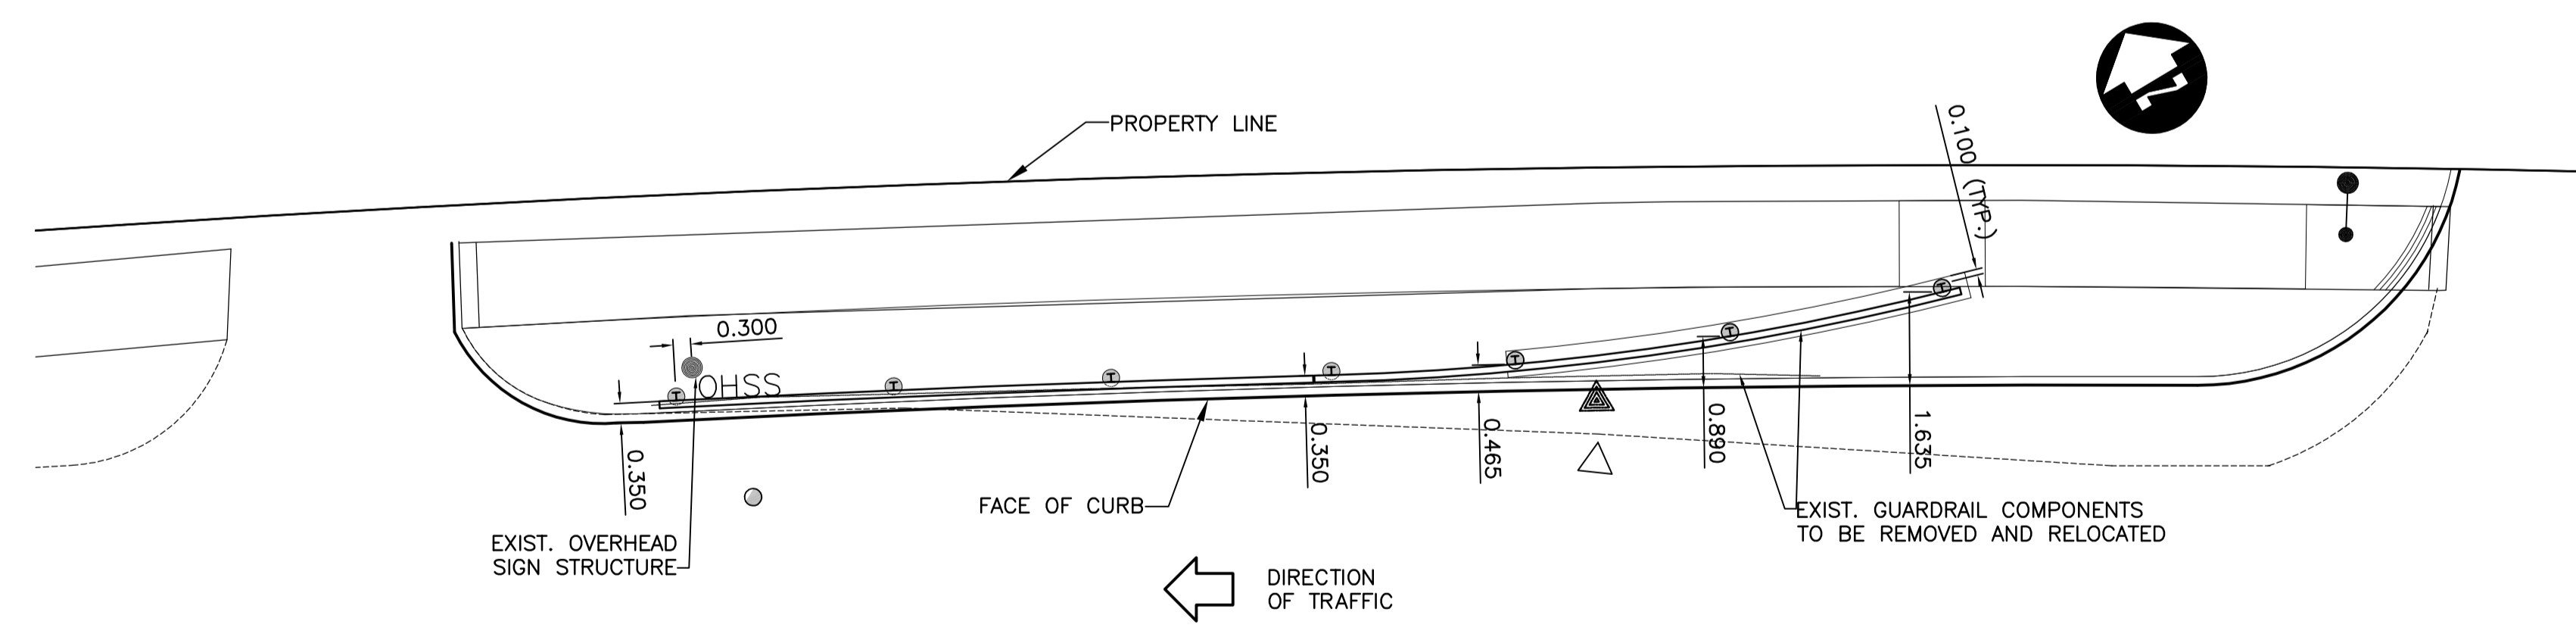 PROPERTY LINE
0.100 (TYP.)
0.300
OHSS
0.350
0.350
0.465
0.890
1.635
FACE OF CURB
EXIST. GUARDRAIL COMPONENTS
TO BE REMOVED AND RELOCATED
EXIST. OVERHEAD
SIGN STRUCTURE
DIRECTION
OF TRAFFIC